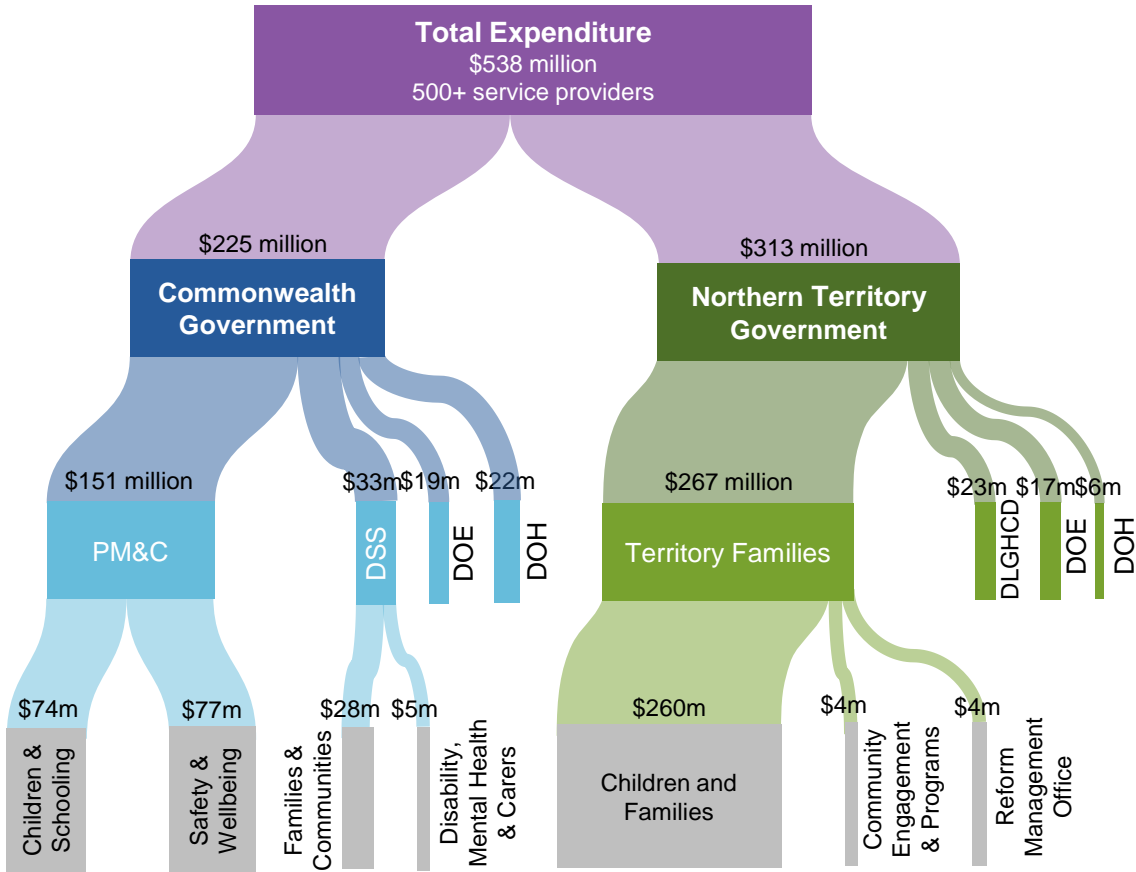 Total Expenditure
$538 million
500+ service providers
$225 million
$313 million
Commonwealth
Government
Northern Territory
Government
$151 million
$33m
$19m
$22m
$267 million
$23m
$17m
$6m
PM&C
DSS
DOE
DOH
Territory Families
DLGHCD
DOE
DOH
$74m
$77m
$28m
$5m
$260m
$4m
$4m
Children &
Schooling
Safety &
Wellbeing
Families &
Communities
Disability,
Mental Health
& Carers
Children and
Families
Community
Engagement
& Programs
Reform
Management
Office